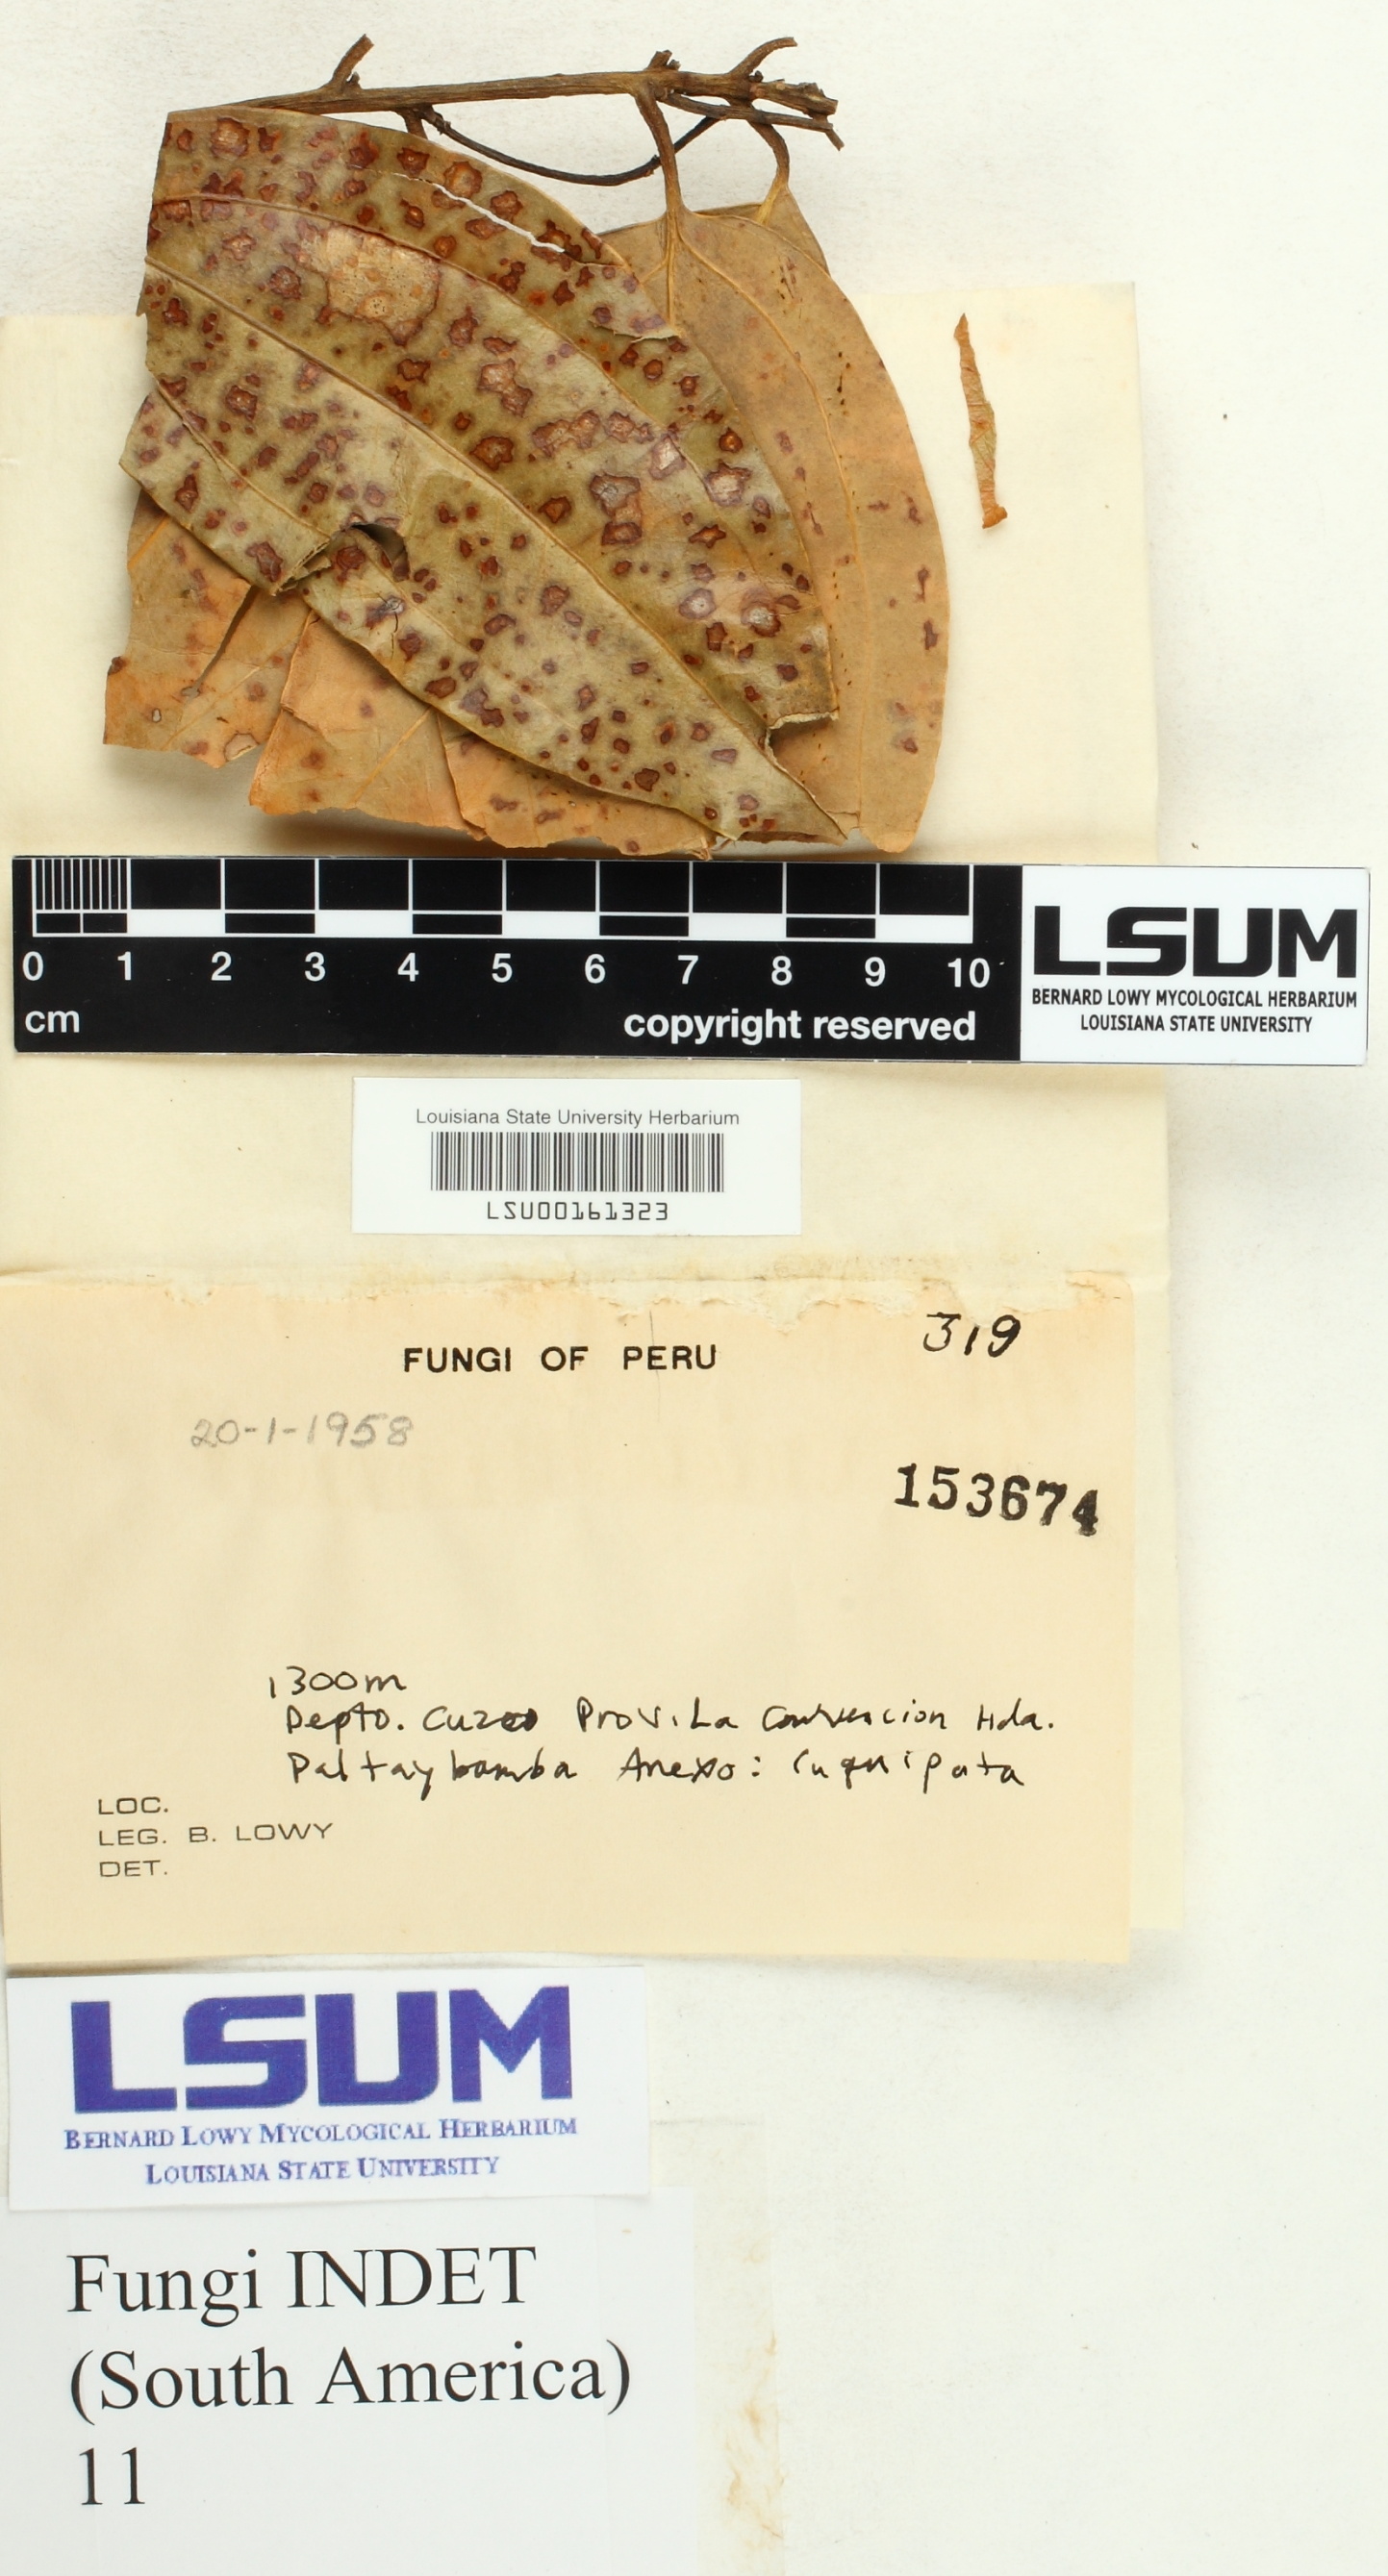 0 1 2 3 4 5 6 7 8 9 10
cm
copyright reserved
LSUM
BERNARD LOWY MYCOLOGICAL HERBARIUM
LOUISIANA STATE UNIVERSITY
Louisiana State University Herbarium
LSU00161323
319
FUNGI OF PERU
20-1-1958
153674
1300m
Depto. Cuzco Prov. La Convencion Hda.
Paltaybamba Anexo:
LOC.
LEG. B. LOWY
DET.
LSUM
BERNARD LOWY MYCOLOGICAL HERBARIUM
LOUISIANA STATE UNIVERSITY
Fungi INDET
(South America)
11